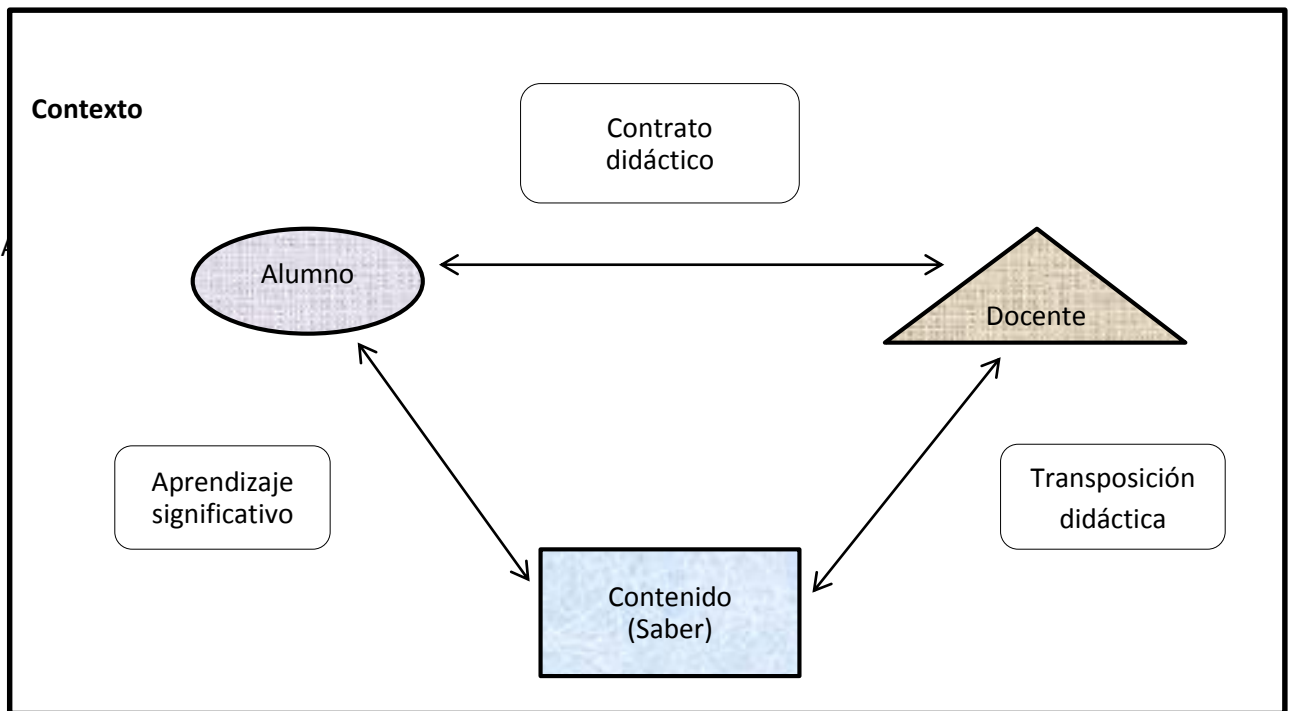 Contexto
Contrato
didáctico
A
Alumno
Docente
Aprendizaje
significativo
Transposición
didáctica
Contenido
(Saber)